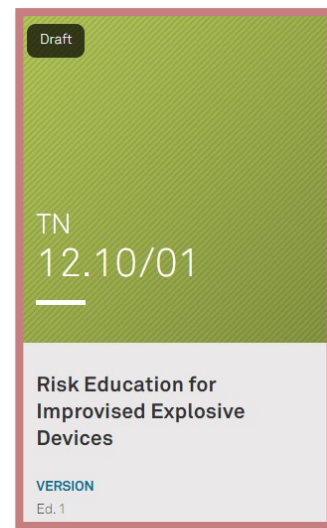 Draft
TN
12.10/01
Risk Education for
Improvised Explosive
Devices
VERSION
Ed. 1